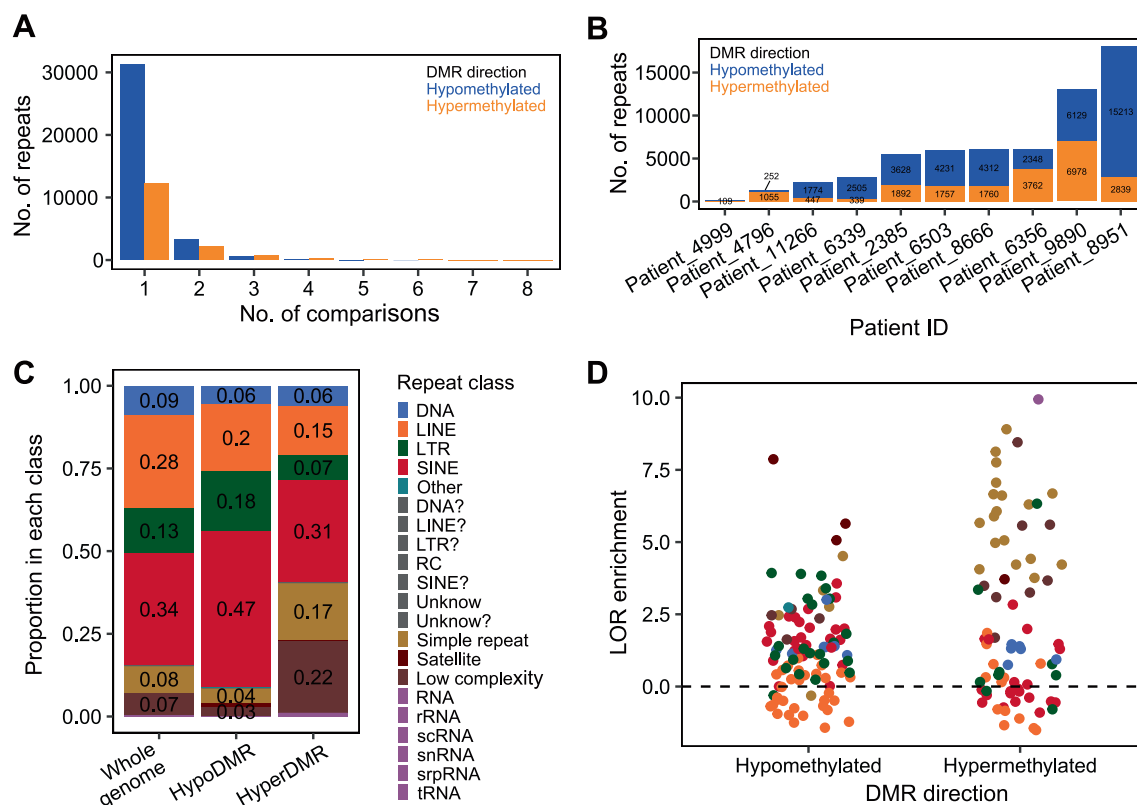 A
30000
20000
10000
0
No. of repeats
DMR direction
Hypomethylated
Hypermethylated
1 2 3 4 5 6 7 8
No. of comparisons
B
15000
10000
5000
0
No. of repeats
DMR direction
Hypomethylated
Hypermethylated
109
252
1055
1774
447
2505
339
3628
1892
4231
1757
4312
1760
2348
3762
6129
6978
15213
2839
Patient_4999
Patient_4796
Patient_11266
Patient_6339
Patient_2385
Patient_6503
Patient_8666
Patient_6356
Patient_9890
Patient_8951
Patient ID
C
1.00
0.75
0.50
0.25
0.00
Proportion in each class
0.09
0.28
0.13
0.34
0.08
0.07
0.06
0.2
0.18
0.47
0.04
0.03
0.06
0.15
0.07
0.31
0.17
0.22
Whole
genome
HypoDMR
HyperDMR
Repeat class
DNA
LINE
LTR
SINE
Other
DNA?
LINE?
LTR?
RC
SINE?
Unknow
Unknow?
Simple repeat
Satellite
Low complexity
RNA
rRNA
scRNA
snRNA
srpRNA
tRNA
D
10.0
7.5
5.0
2.5
0.0
LOR enrichment
Hypomethylated
Hypermethylated
DMR direction